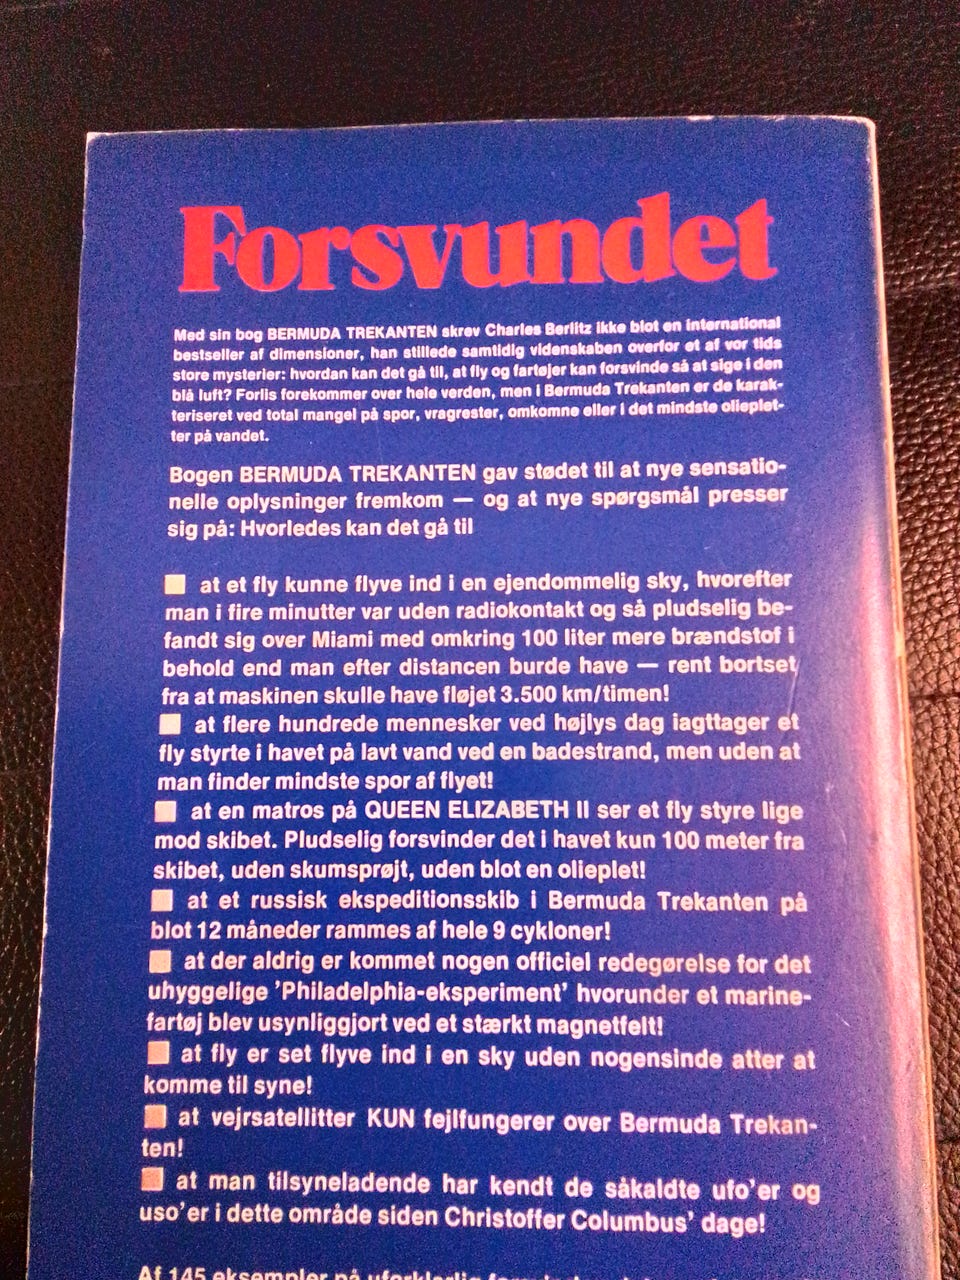 Forsvundet
Med sin bog BERMUDA TREKANTEN skrev Charles Berlitz ikke blot en international
bestseller af dimensioner, han stillede samtidig videnskaben overfor et af vor tids
store mysterier: hvordan kan det gå til, at fly og fartøjer kan forsvinde så at sige i den
blå luft? Forlis forekommer over hele verden, men i Bermuda Trekanten er de karak-
teriseret ved total mangel på spor, vragrester, omkomne eller i det mindste olieplet-
ter på vandet.
Bogen BERMUDA TREKANTEN gav stødet til at nye sensatio-
nelle oplysninger fremkom — og at nye spørgsmål presser
sig på: Hvorledes kan det gå til
■ at et fly kunne flyve ind i en ejendommelig sky, hvorefter
man i fire minutter var uden radiokontakt og så pludselig be-
fandt sig over Miami med omkring 100 liter mere brændstof i
behold end man efter distancen burde have — rent bortset
fra at maskinen skulle have fløjet 3.500 km/timen!
■ at flere hundrede mennesker ved højlys dag iagttager et
fly styrte i havet på lavt vand ved en badestrand, men uden at
man finder mindste spor af flyet!
■ at en matros på QUEEN ELIZABETH II ser et fly styre lige
mod skibet. Pludselig forsvinder det i havet kun 100 meter fra
skibet, uden skumsprøjt, uden blot en olieplet!
■ at et russisk ekspeditionsskib i Bermuda Trekanten på
blot 12 måneder rammes af hele 9 cykloner!
■ at der aldrig er kommet nogen officiel redegørelse for det
uhyggelige 'Philadelphia-eksperiment' hvorunder et marine-
fartøj blev usynliggjort ved et stærkt magnetfelt!
■ at fly er set flyve ind i en sky uden nogensinde atter at
komme til syne!
■ at vejrsatellitter KUN fejlfungerer over Bermuda Trekan-
ten!
■ at man tilsyneladende har kendt de såkaldte ufo'er og
uso'er i dette område siden Christoffer Columbus' dage!
Af 145 eksempler på uforklarlig